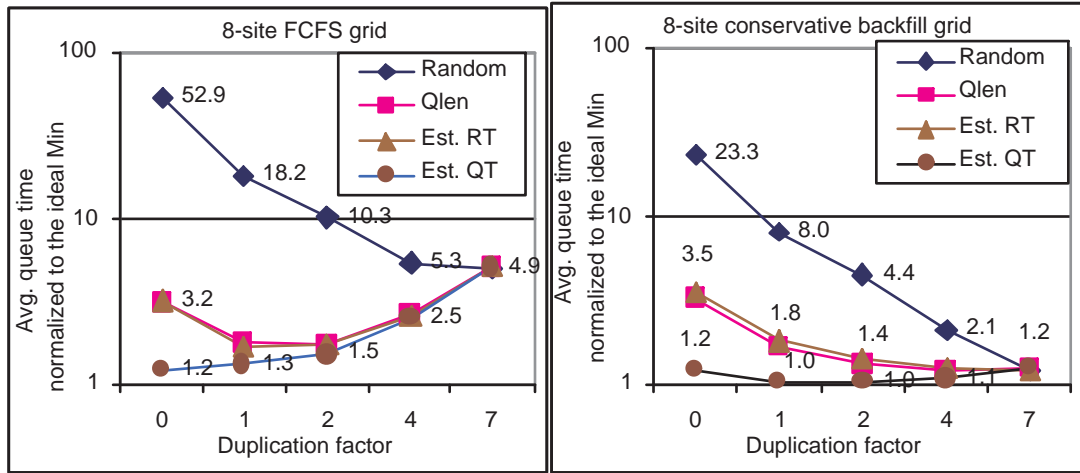 8-site FCFS grid
Avg. queue time
normalized to the ideal Min
100
10
1
Random
Qlen
Est. RT
Est. QT
52.9
18.2
10.3
5.3
4.9
3.2
2.5
1.2
1.3
1.5
0
1
2
4
7
Duplication factor
8-site conservative backfill grid
Avg. queue time
normalized to the ideal Min
100
10
1
Random
Qlen
Est. RT
Est. QT
23.3
8.0
4.4
2.1
1.2
3.5
1.8
1.4
1.2
1.0
1.0
1.1
0
1
2
4
7
Duplication factor